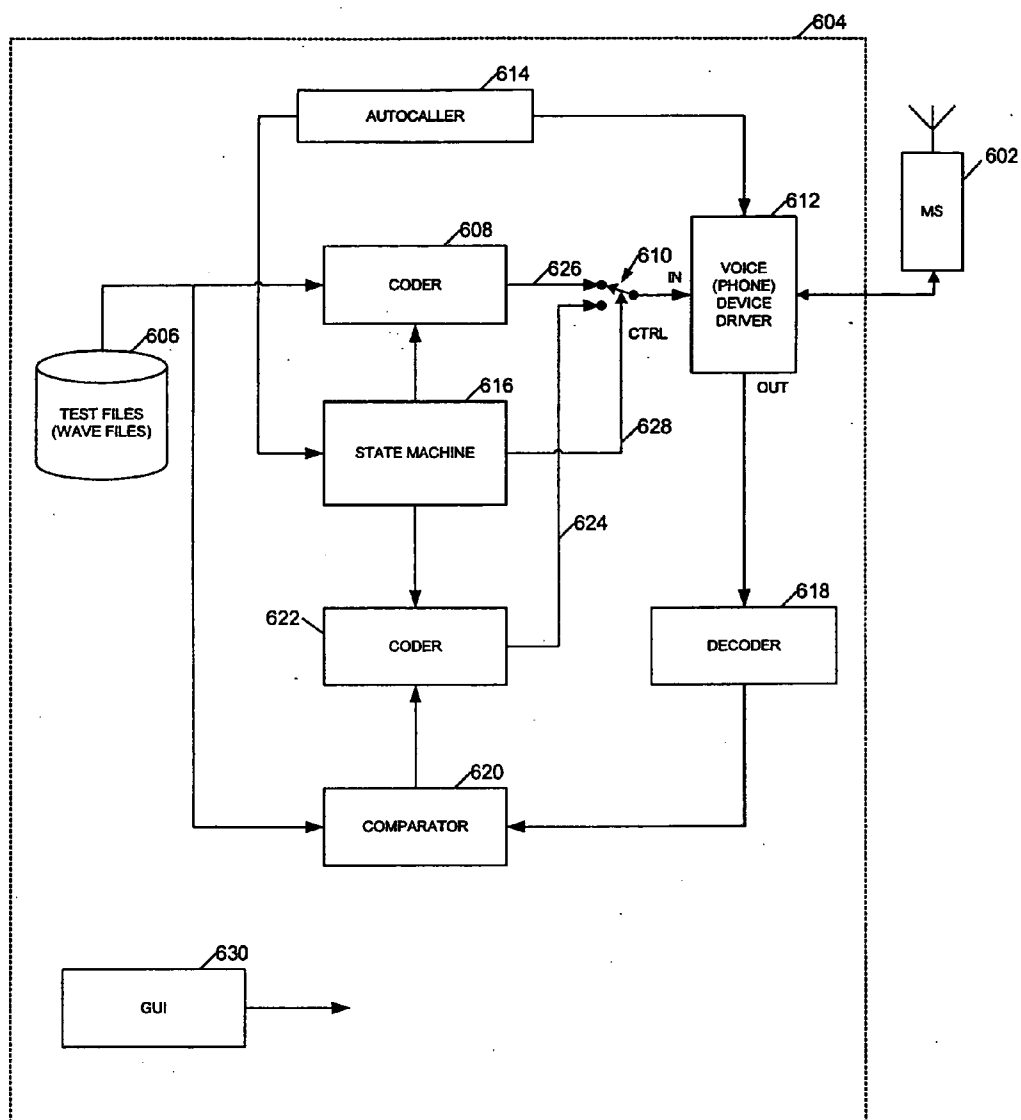 604
614
AUTOCALLER
602
MS
612
608
610
626
IN
VOICE
(PHONE)
DEVICE
DRIVER
CODER
CTRL
606
OUT
616
TEST FILES
(WAVE FILES)
628
STATE MACHINE
624
618
622
CODER
DECODER
620
COMPARATOR
630
GUI